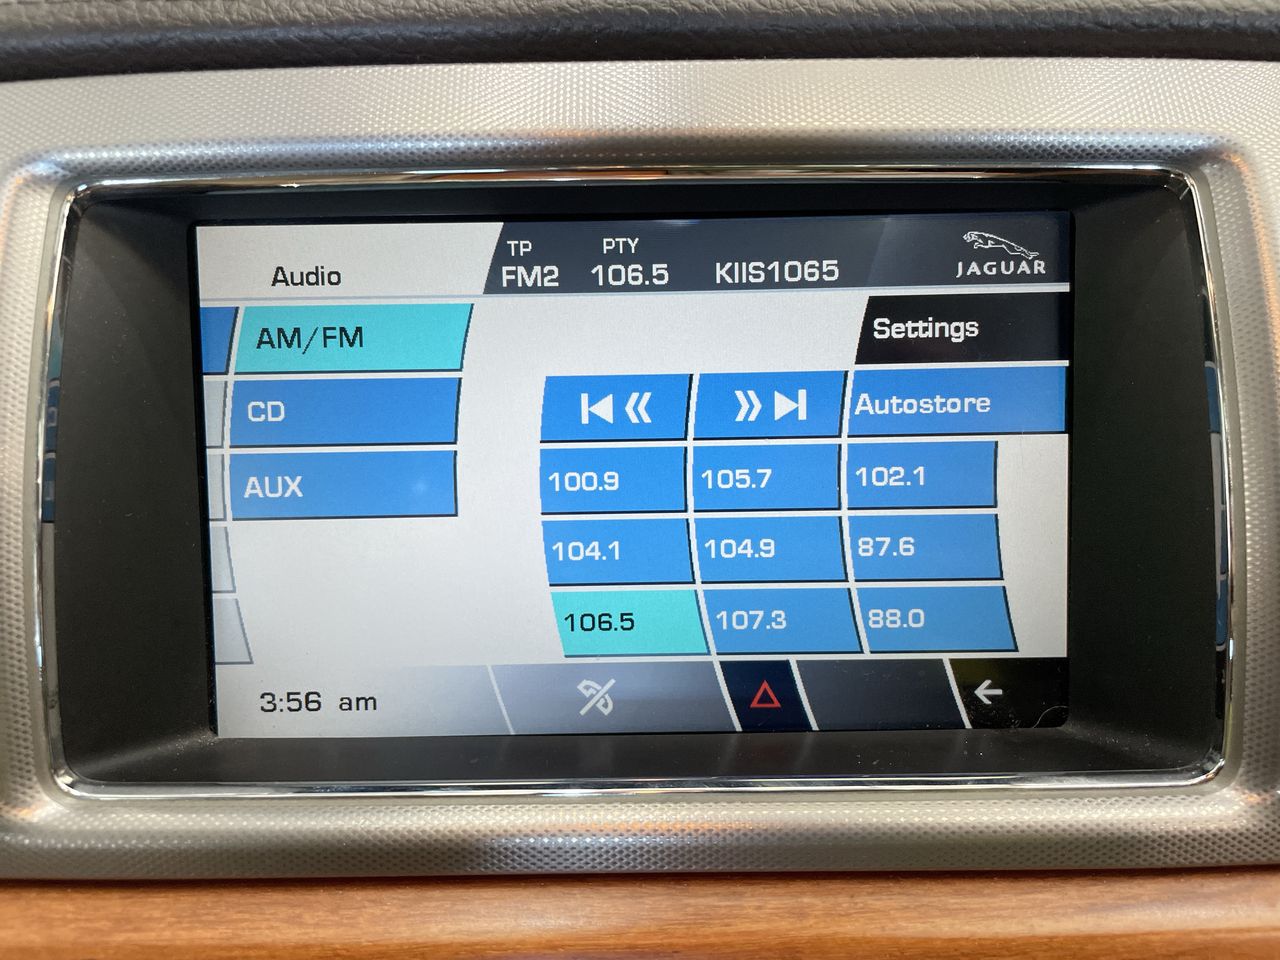 Audio
TP PTY
FM2 106.5 KIIS1065
JAGUAR
AM/FM
Settings
CD
Autostore
AUX
100.9 105.7 102.1
104.1 104.9 87.6
106.5 107.3 88.0
3:56 am